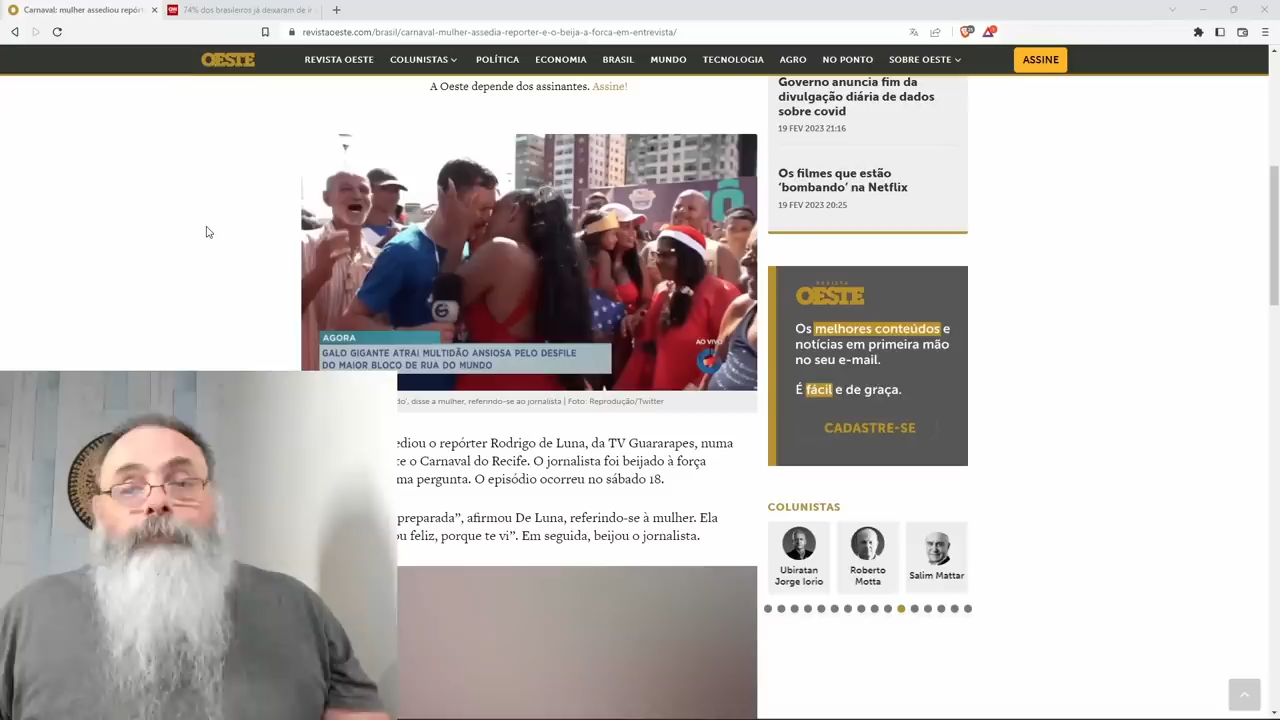 Carnaval: mulher assediou repórt
74% dos brasileiros já deixaram de ir
revistaoeste.com/brasil/carnaval-mulher-assedia-reporter-e-o-beija-a-forca-em-entrevista/
OESTE
REVISTA OESTE
COLUNISTAS
POLÍTICA
ECONOMIA
BRASIL
MUNDO
TECNOLOGIA
AGRO
NO PONTO
SOBRE OESTE
ASSINE
A Oeste depende dos assinantes. Assine!
AGORA
GALO GIGANTE ATRAI MULTIDÃO ANSIOSA PELO DESFILE
DO MAIOR BLOCO DE RUA DO MUNDO
AO VIVO
do', disse a mulher, referindo-se ao jornalista | Foto: Reprodução/Twitter
ediou o repórter Rodrigo de Luna, da TV Guararapes, numa
te o Carnaval do Recife. O jornalista foi beijado à força
ma pergunta. O episódio ocorreu no sábado 18.
preparada”, afirmou De Luna, referindo-se à mulher. Ela
ou feliz, porque te vi”. Em seguida, beijou o jornalista.
Governo anuncia fim da
divulgação diária de dados
sobre covid
19 FEV 2023 21:16
Os filmes que estão
‘bombando’ na Netflix
19 FEV 2023 20:25
REVISTA
OESTE
Os melhores conteúdos e
notícias em primeira mão
no seu e-mail.
É fácil e de graça.
CADASTRE-SE
COLUNISTAS
Ubiratan
Jorge Iorio
Roberto
Motta
Salim Mattar